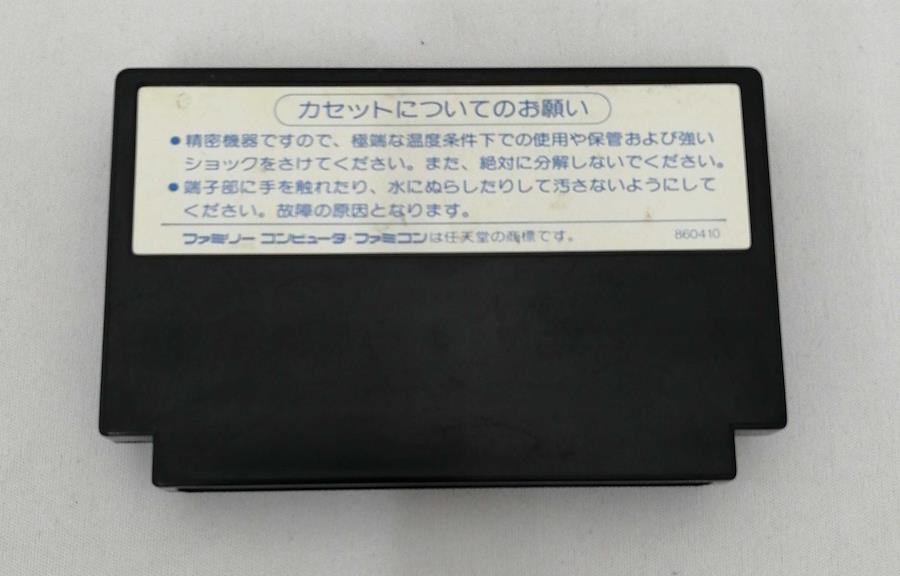 カセットについてのお願い
●精密機器ですので、極端な温度条件下での使用や保管および強い
ショックをさけてください。また、絶対に分解しないでください。
●端子部に手を触れたり、水にぬらしたりして汚さないようにして
ください。故障の原因となります。
ファミリー コンピュータ・ファミコンは任天堂の商標です。 860410